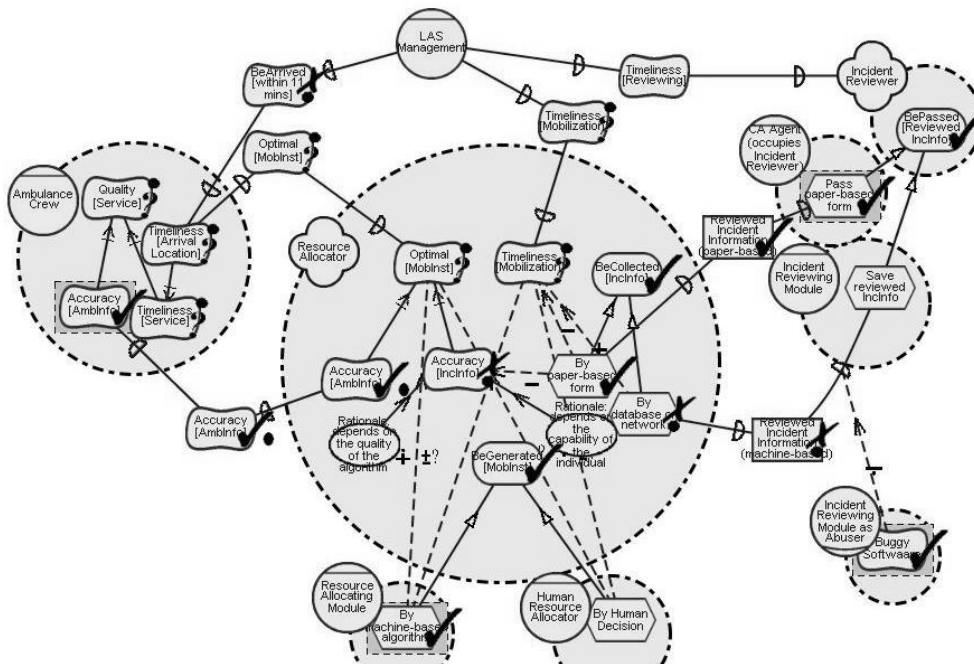 LAS
Management
BeArrived
[within 11
mins]
Timeliness
[Reviewing]
Incident
Reviewer
Timeliness
[Mobilization]
BePassed
[Reviewed
IncInfo]
CA Agent
(occupies
Incident
Reviewer)
Optimal
[MobInst]
Ambulance
Crew
Quality
[Service]
Pass
paper-based
form
Timeliness
[Arrival
Location]
Resource
Allocator
Optimal
[MobInst]
Timeliness
[Mobilization]
BeCollected
[IncInfo]
Reviewed
Incident
Information
(paper-based)
Incident
Reviewing
Module
Save
reviewed
IncInfo
Accuracy
[AmbInfo]
Timeliness
[Service]
Accuracy
[AmbInfo]
Accuracy
[IncInfo]
By
paper-based
form
By
database or
network
Accuracy
[AmbInfo]
Rationale:
depends on
the quality
of the
algorithm
+ ±?
Rationale:
depends on
the
capability of
the
individual
?
Reviewed
Incident
Information
(machine-based)
BeGenerated
[MobInst]
Incident
Reviewing
Module as
Abuser
Buggy
Softwaare
Resource
Allocating
Module
By
machine-based
algorithm
Human
Resource
Allocator
By Human
Decision